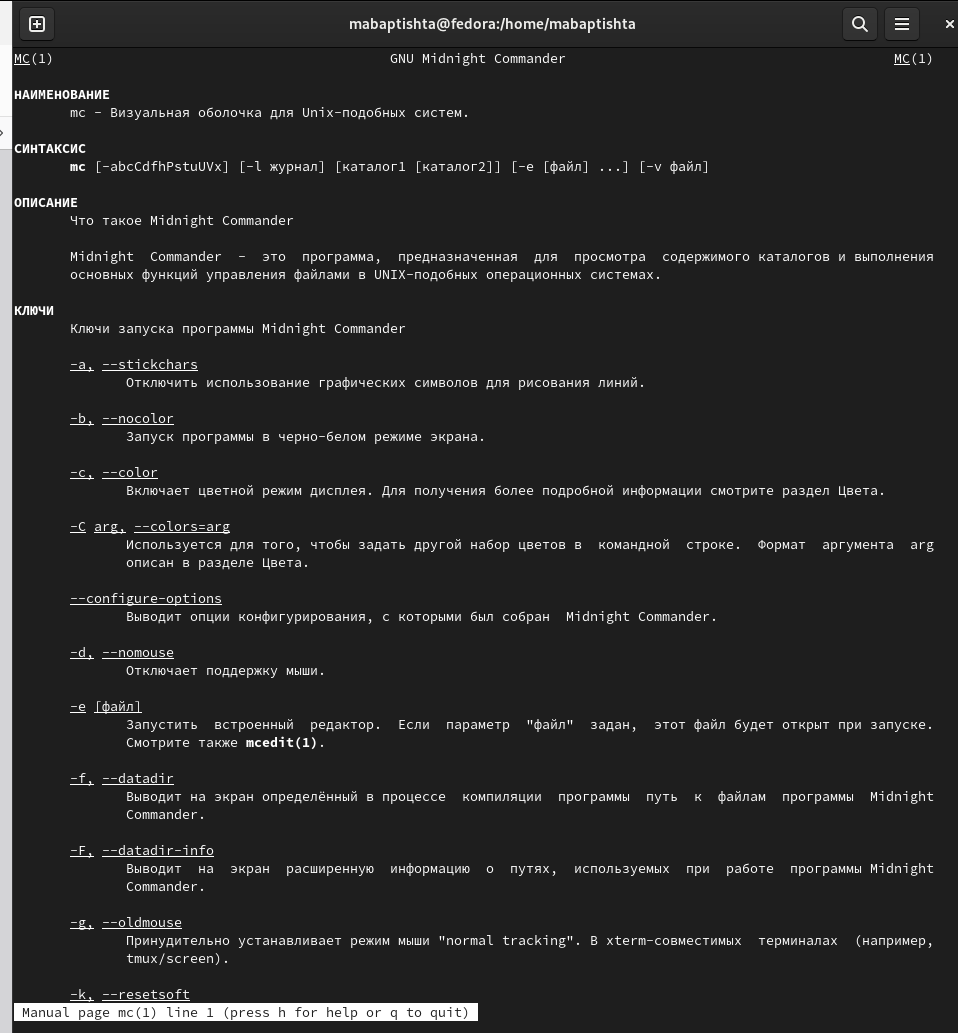 mabaptishta@fedora:/home/mabaptishta
MC(1) GNU Midnight Commander MC(1)
НАИМЕНОВАНИЕ
mc - Визуальная оболочка для Unix-подобных систем.
СИНТАКСИС
mc [-abcCdfhPstuUVx] [-l журнал] [каталог1 [каталог2]] [-e [файл] ...] [-v файл]
ОПИСАНИЕ
Что такое Midnight Commander
Midnight Commander - это программа, предназначенная для просмотра содержимого каталогов и выполнения
основных функций управления файлами в UNIX-подобных операционных системах.
КЛЮЧИ
Ключи запуска программы Midnight Commander
-a, --stickchars
Отключить использование графических символов для рисования линий.
-b, --nocolor
Запуск программы в черно-белом режиме экрана.
-c, --color
Включает цветной режим дисплея. Для получения более подробной информации смотрите раздел Цвета.
-C arg, --colors=arg
Используется для того, чтобы задать другой набор цветов в командной строке. Формат аргумента arg
описан в разделе Цвета.
--configure-options
Выводит опции конфигурирования, с которыми был собран Midnight Commander.
-d, --nomouse
Отключает поддержку мыши.
-e [файл]
Запустить встроенный редактор. Если параметр "файл" задан, этот файл будет открыт при запуске.
Смотрите также mcedit(1).
-f, --datadir
Выводит на экран определённый в процессе компиляции программы путь к файлам программы Midnight
Commander.
-F, --datadir-info
Выводит на экран расширенную информацию о путях, используемых при работе программы Midnight
Commander.
-g, --oldmouse
Принудительно устанавливает режим мыши "normal tracking". В xterm-совместимых терминалах (например,
tmux/screen).
-k, --resetsoft
Manual page mc(1) line 1 (press h for help or q to quit)